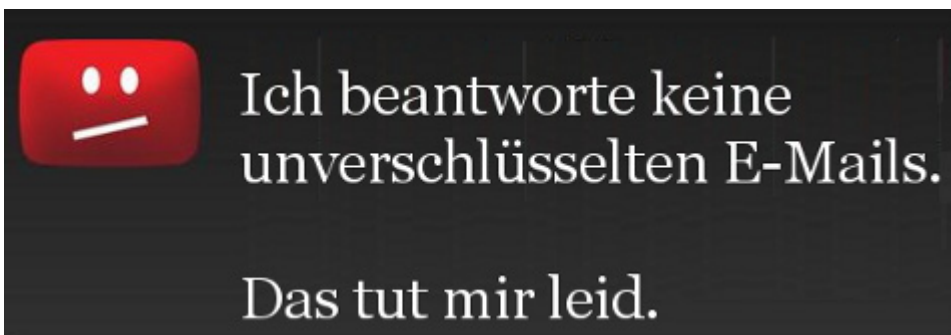 Ich beantworte keine
unverschlüsselten E-Mails.
Das tut mir leid.